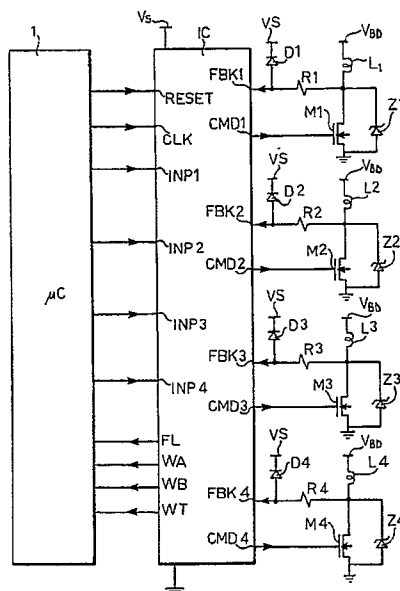 1
VS
IC
VS
D1
VBD
FBK1
R1
L1
RESET
M1
CMD1
CLK
VS
VBD
INP1
D2
L2
FBK2
R2
INP2
M2
Z2
CMD2
μC
VS
VBD
D3
L3
INP3
R3
FBK3
M3
Z3
INP4
CMD3
VS
VBD
FL
D4
L4
WA
R4
WB
FBK4
WT
M4
CMD4